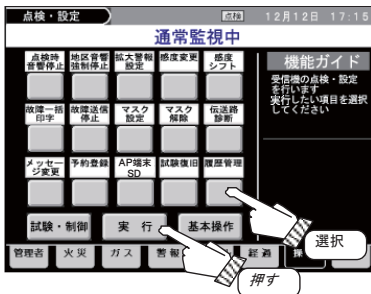 点検・設定
点検
12月12日 17:15
通常監視中
点検時
音響停止
地区音響
強制停止
拡大警報
設定
感度変更
感度
シフト
故障一括
印字
故障送信
停止
マスク
設定
マスク
解除
伝送路
診断
メッセー
ジ変更
予約登録
AP端末
SD
試験復旧
履歴管理
試験・制御
実 行
基本操作
機能ガイド
受信機の点検・設定
を行います
実行したい項目を選択
してください
選択
押す
管理者
火災
ガス
警報
経過
操